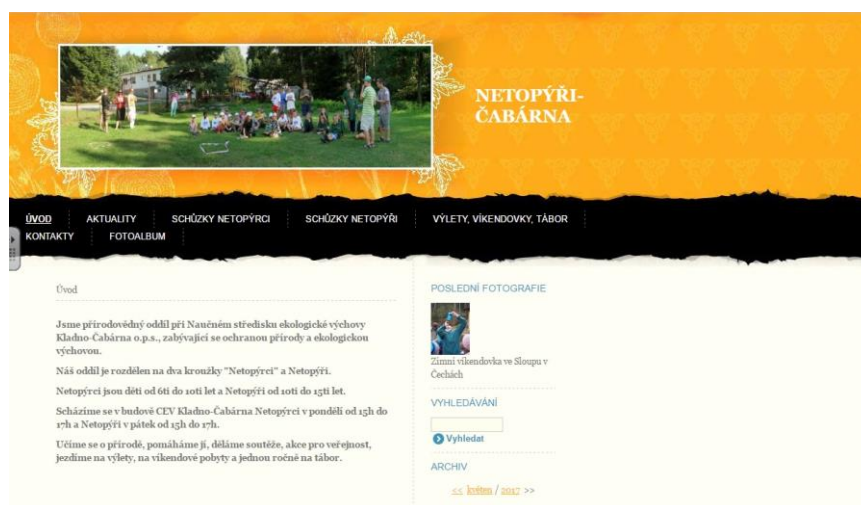 NETOPÝŘI-
ČABÁRNA
ÚVOD AKTUALITY SCHŮZKY NETOPÝRCI SCHŮZKY NETOPÝŘI VÝLETY, VÍKENDOVKY, TÁBOR
KONTAKTY FOTOALBUM
Úvod
Jsme přírodovědný oddíl při Naučném středisku ekologické výchovy
Kladno-Čabárna o.p.s., zabývající se ochranou přírody a ekologickou
výchovou.
Náš oddíl je rozdělen na dva kroužky "Netopýrci" a Netopýři.
Netopýrci jsou děti od 6ti do 10ti let a Netopýři od 10ti do 15ti let.
Scházíme se v budově CEV Kladno-Čabárna Netopýrci v pondělí od 15h do
17h a Netopýři v pátek od 15h do 17h.
Učíme se o přírodě, pomáháme jí, děláme soutěže, akce pro veřejnost,
jezdíme na výlety, na víkendové pobyty a jednou ročně na tábor.
POSLEDNÍ FOTOGRAFIE
Zimní víkendovka ve Sloupu v
Čechách
VYHLEDÁVÁNÍ
Vyhledat
ARCHIV
<< květen / 2017 >>